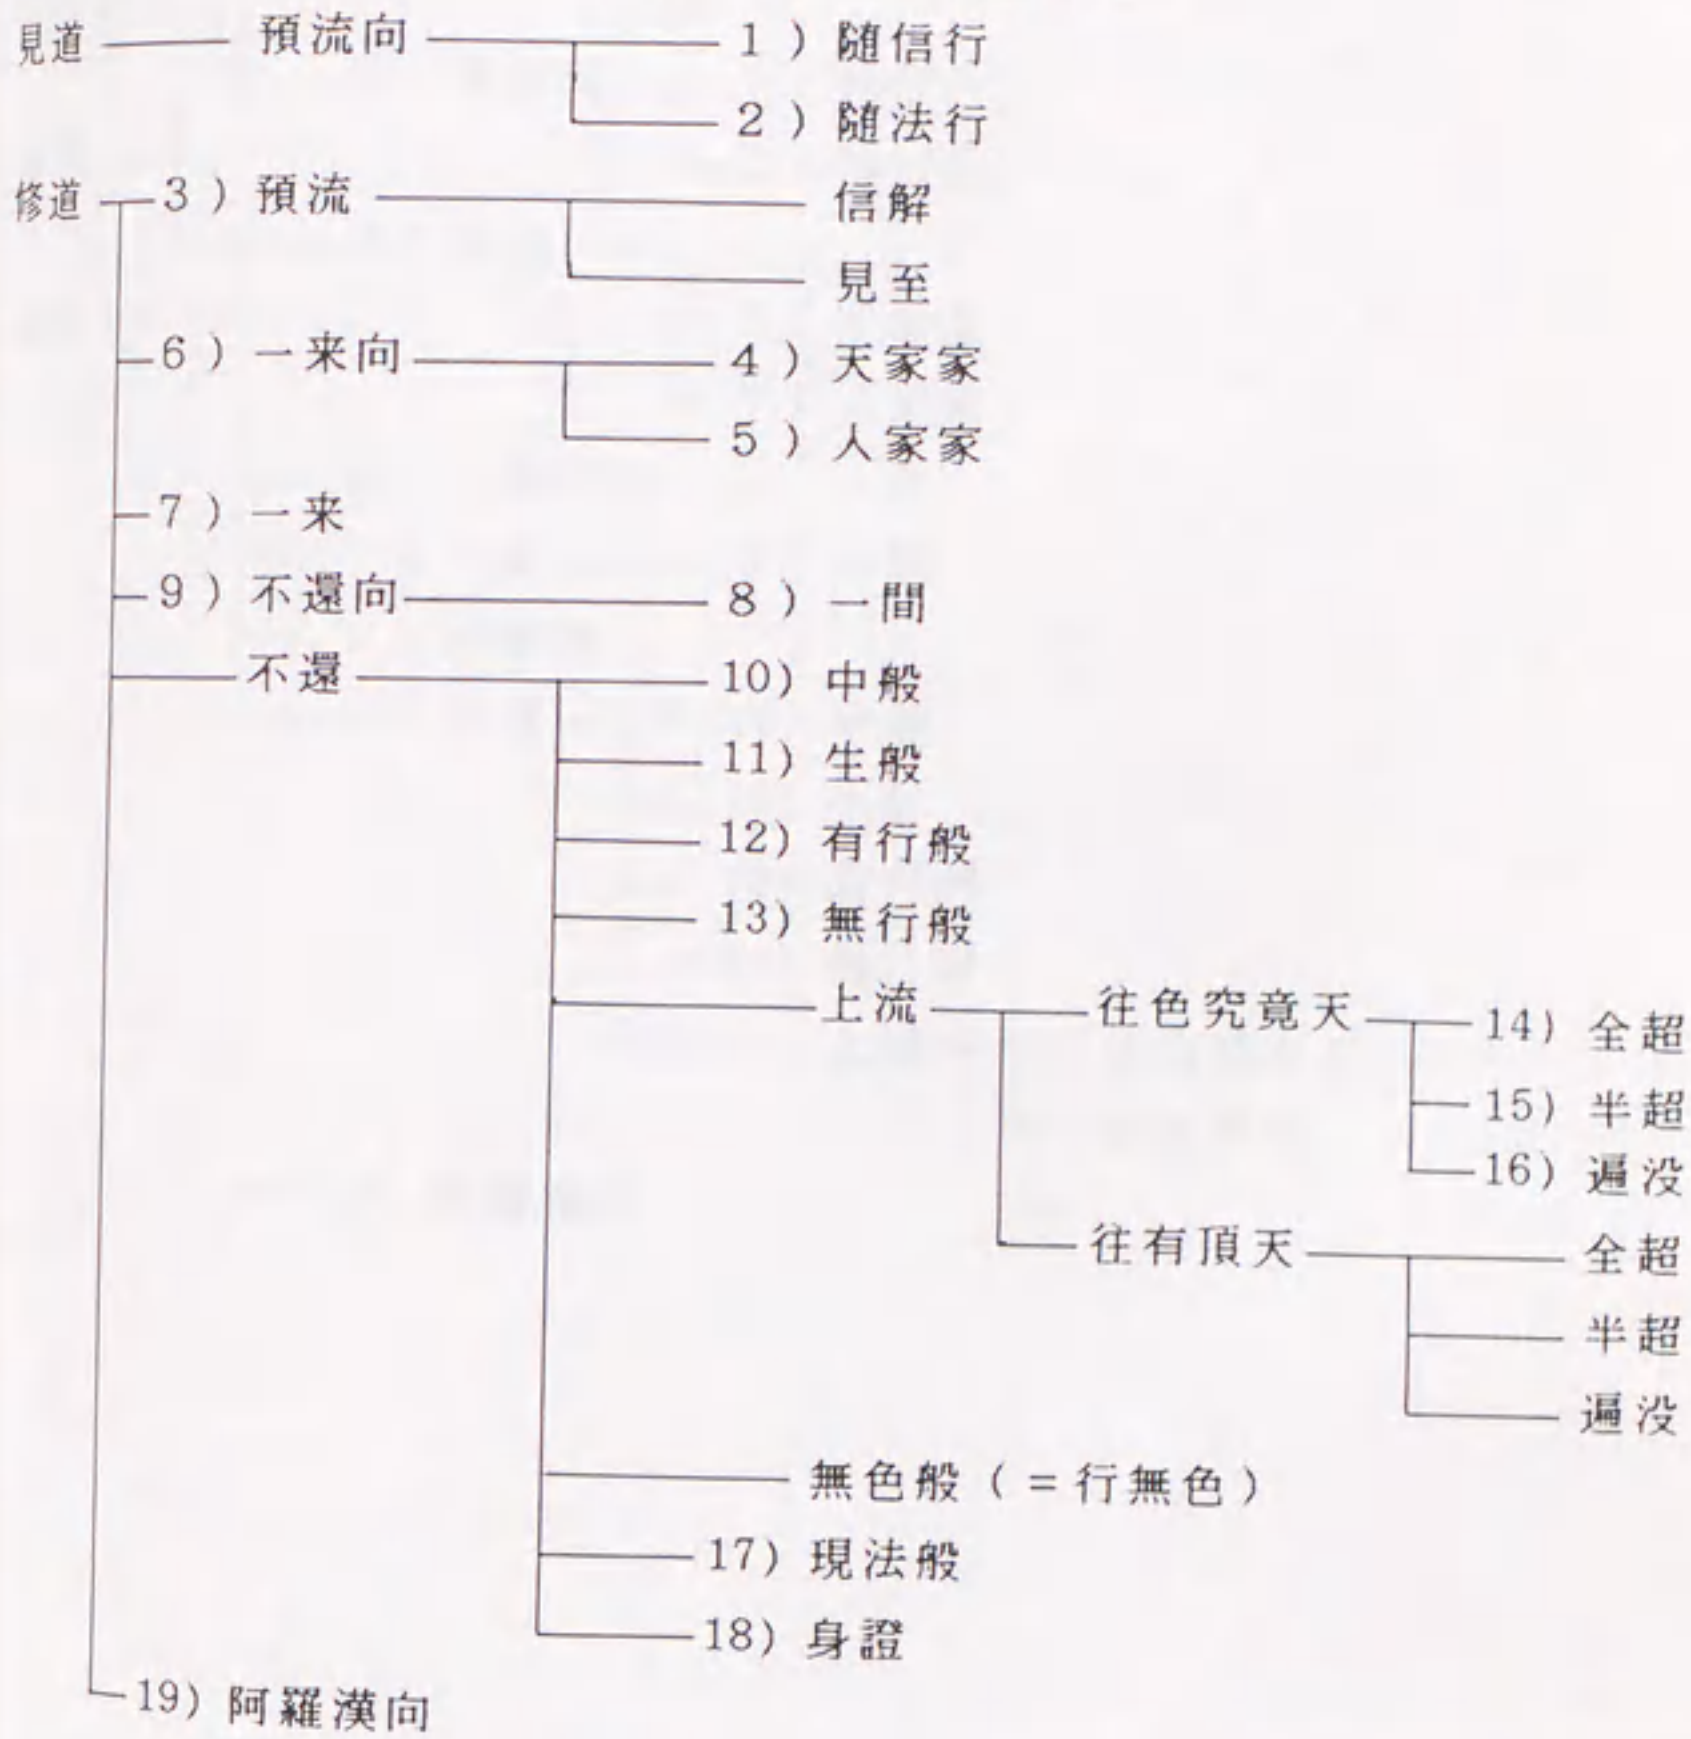 見道 預流向 1)隨信行
2)隨法行
修道 3)預流 信解
見至
6)一来向 4)天家家
5)人家家
7)一来
9)不還向 8)一間
不還 10)中般
11)生般
12)有行般
13)無行般
上流 往色究竟天 14)全超
15)半超
16)遍没
往有頂天 全超
半超
遍没
無色般(=行無色)
17)現法般
18)身證
19)阿羅漢向